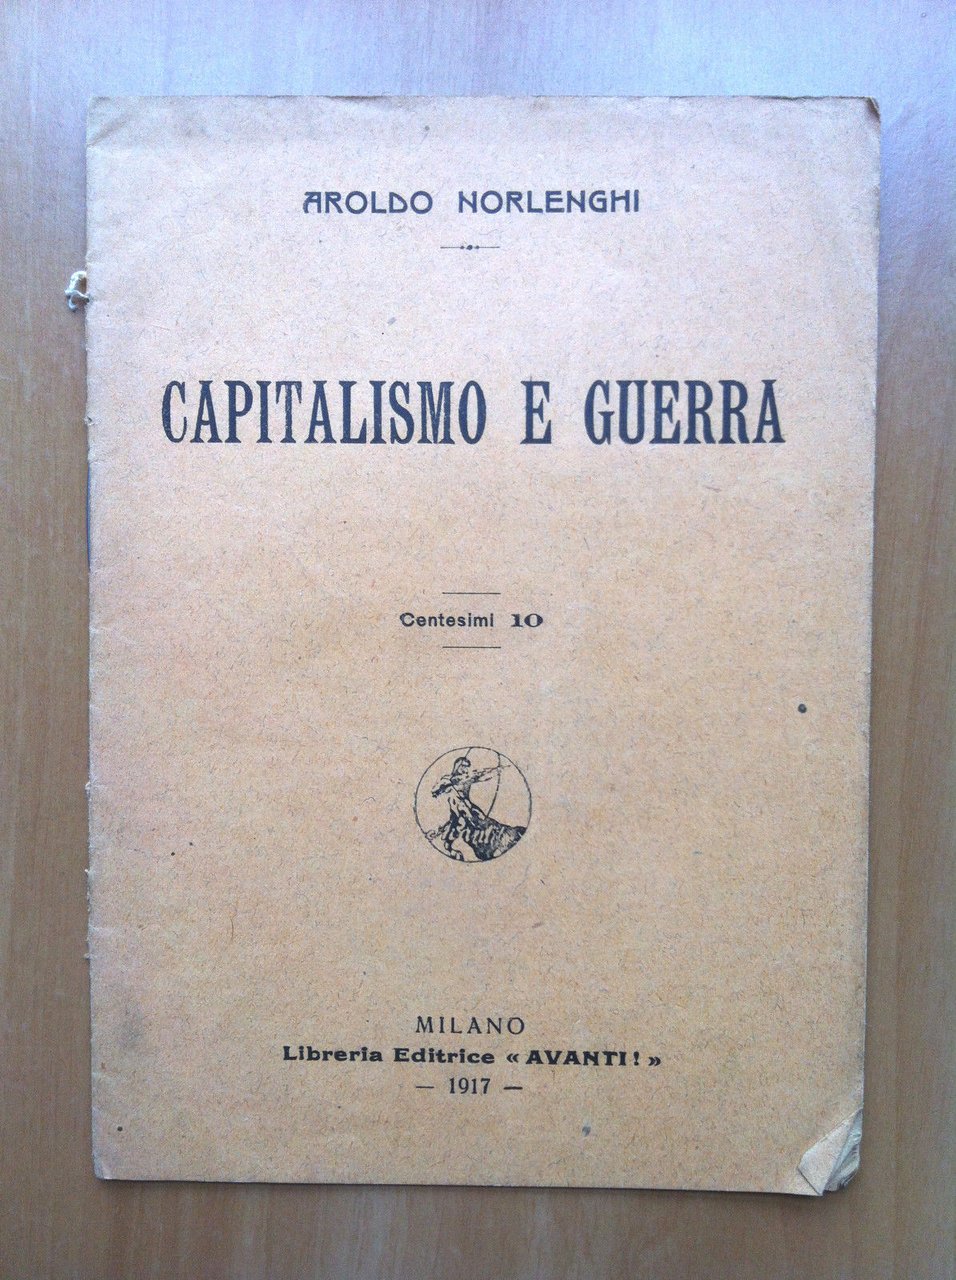 AROLDO NORLENGHI
CAPITALISMO E GUERRA
Centesimi 10
MILANO
Libreria Editrice « AVANTI! »
— 1917 —